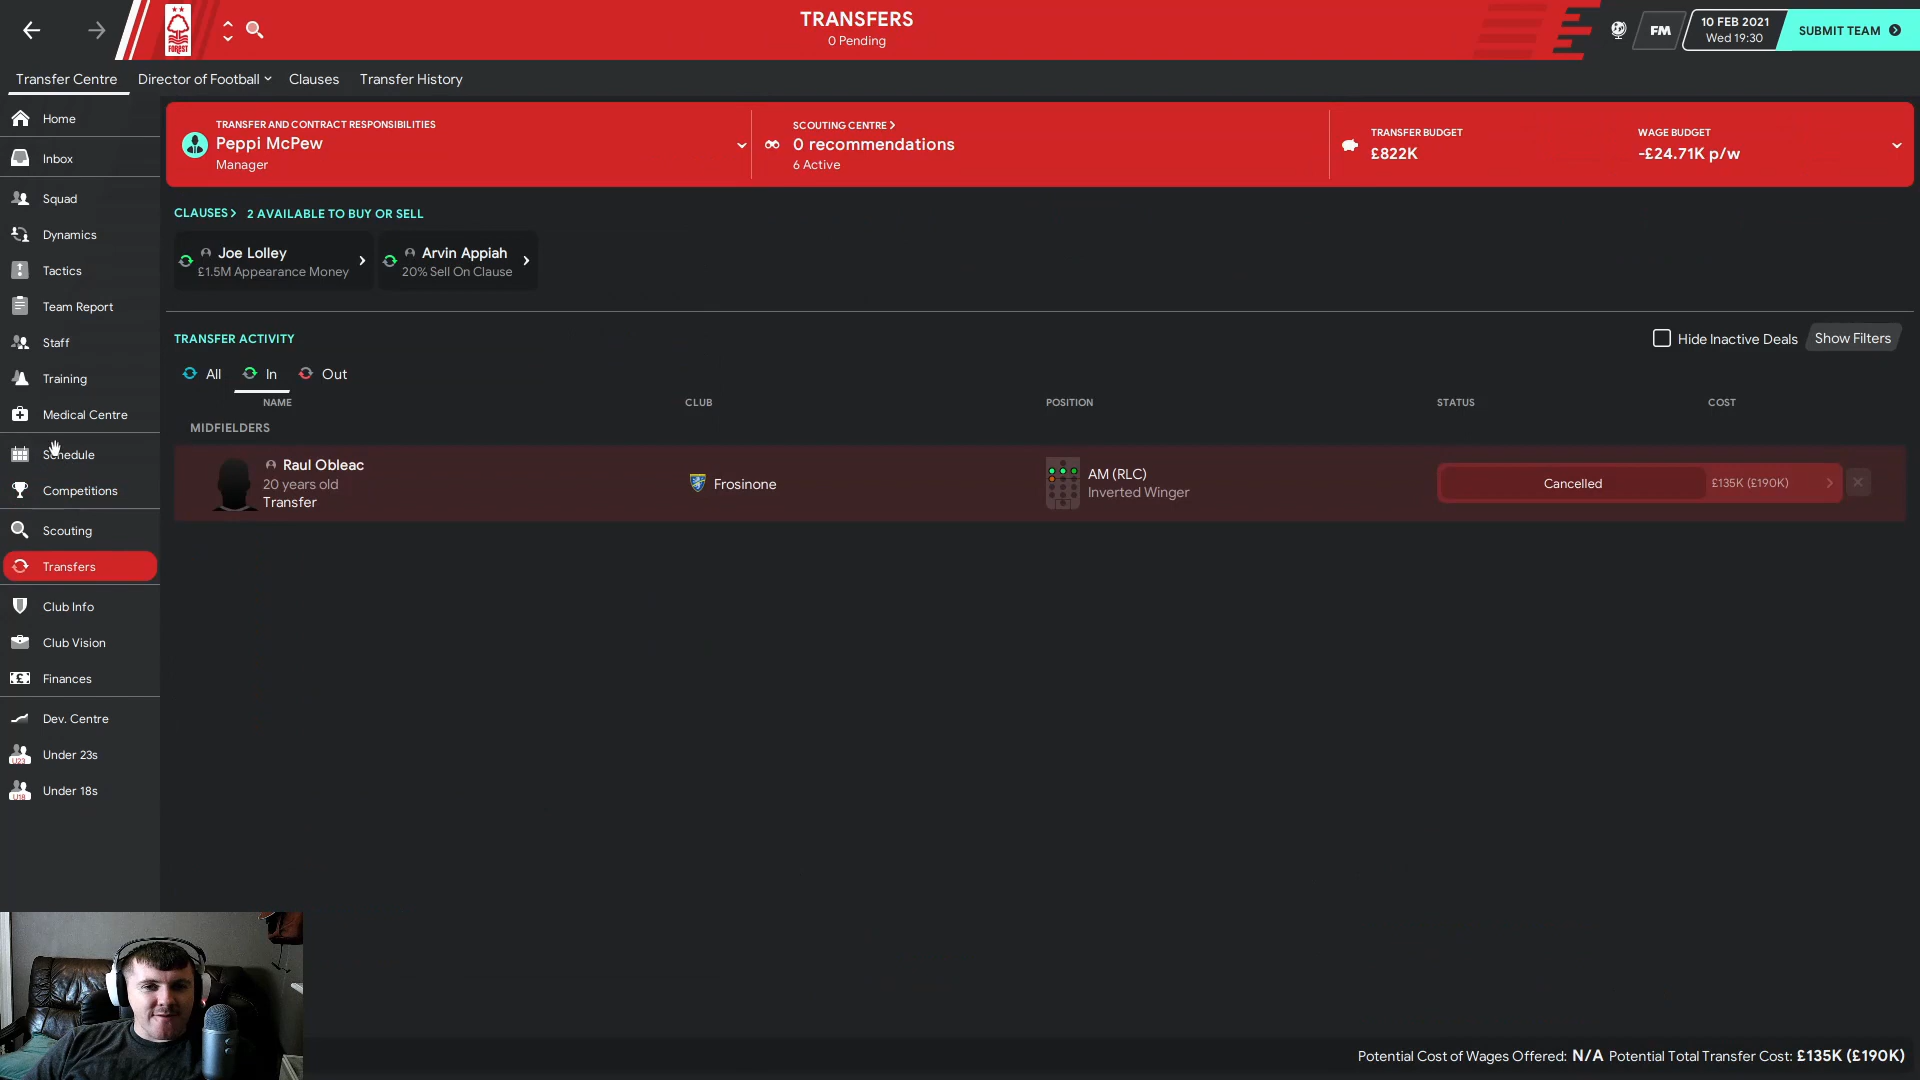 TRANSFERS
0 Pending
FOREST
FM
10 FEB 2021
Wed 19:30
SUBMIT TEAM
Transfer Centre
Director of Football
Clauses
Transfer History
Home
Inbox
Squad
Dynamics
Tactics
Team Report
Staff
Training
Medical Centre
Schedule
Competitions
Scouting
Transfers
Club Info
Club Vision
Finances
Dev. Centre
U23
Under 23s
U18
Under 18s
TRANSFER AND CONTRACT RESPONSIBILITIES
Peppi McPew
Manager
SCOUTING CENTRE >
0 recommendations
6 Active
TRANSFER BUDGET
£822K
WAGE BUDGET
-£24.71K p/w
CLAUSES > 2 AVAILABLE TO BUY OR SELL
Joe Lolley
£1.5M Appearance Money
Arvin Appiah
20% Sell On Clause
TRANSFER ACTIVITY
Hide Inactive Deals
Show Filters
All
In
Out
NAME
CLUB
POSITION
STATUS
COST
MIDFIELDERS
Raul Obleac
20 years old
Transfer
Frosinone
AM (RLC)
Inverted Winger
Cancelled
£135K (£190K)
Potential Cost of Wages Offered: N/A Potential Total Transfer Cost: £135K (£190K)